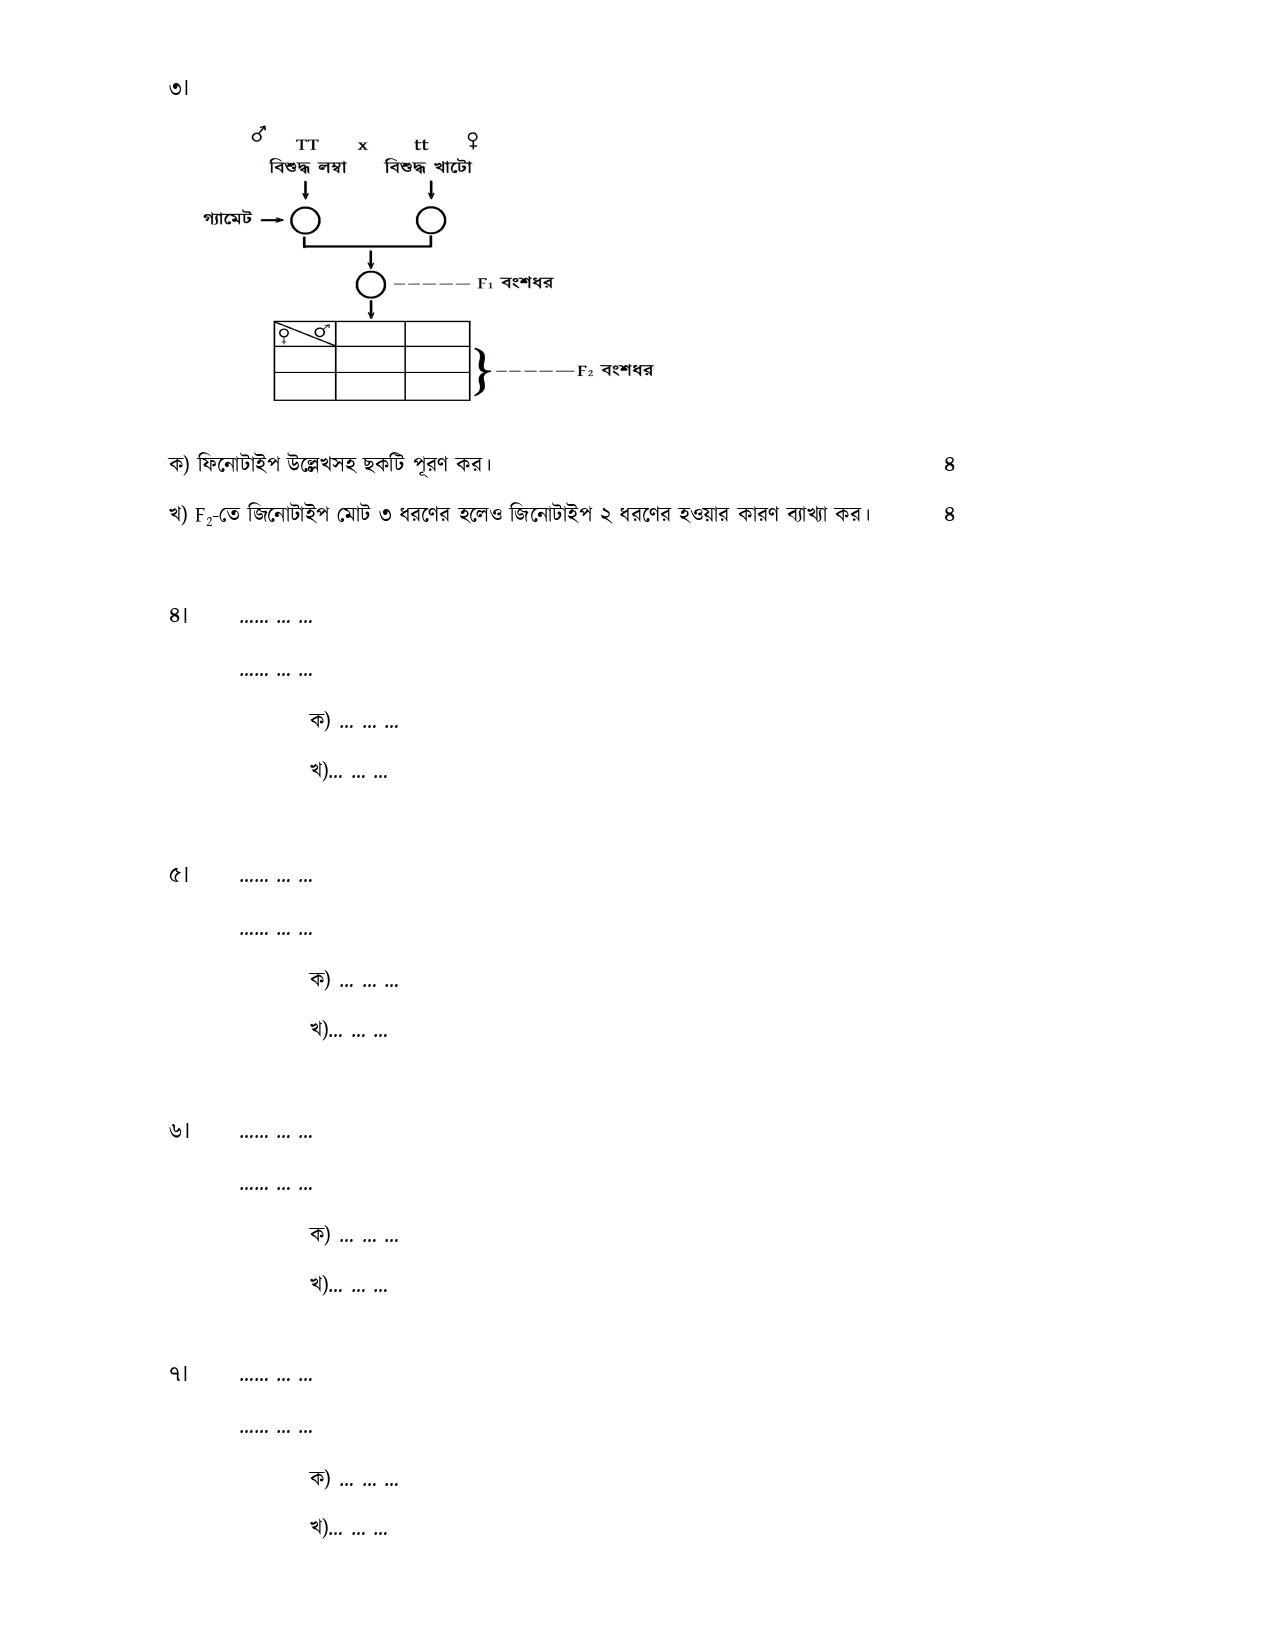 ৩।
♂ TT x tt ♀
বিশুদ্ধ লম্বা বিশুদ্ধ খাটো
গ্যামেট
F₁ বংশধর
♀ ♂
F₂ বংশধর
ক) ফিনোটাইপ উল্লেখসহ ছকটি পূরণ কর। ৪
খ) F₂-তে জিনোটাইপ মোট ৩ ধরণের হলেও জিনোটাইপ ২ ধরণের হওয়ার কারণ ব্যাখ্যা কর। ৪
৪। …… … …
…… … …
ক) … … …
খ)… … …
৫। …… … …
…… … …
ক) … … …
খ)… … …
৬। …… … …
…… … …
ক) … … …
খ)… … …
৭। …… … …
…… … …
ক) … … …
খ)… … …